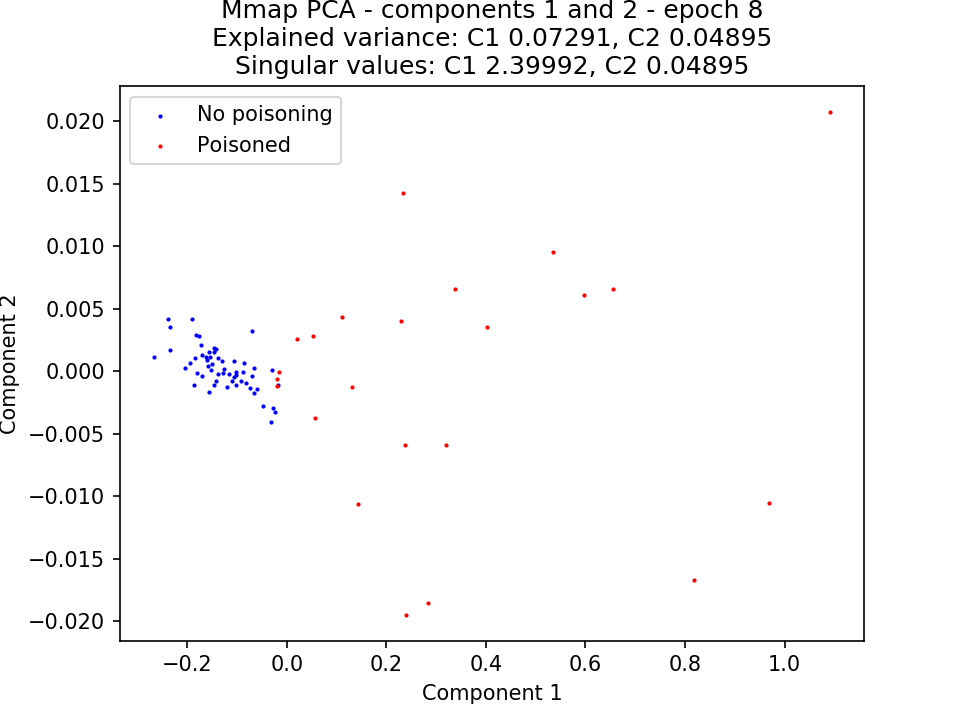 Mmap PCA - components 1 and 2 - epoch 8
Explained variance: C1 0.07291, C2 0.04895
Singular values: C1 2.39992, C2 0.04895
No poisoning
Poisoned
0.020
0.015
0.010
0.005
0.000
−0.005
−0.010
−0.015
−0.020
Component 2
−0.2
0.0
0.2
0.4
0.6
0.8
1.0
Component 1